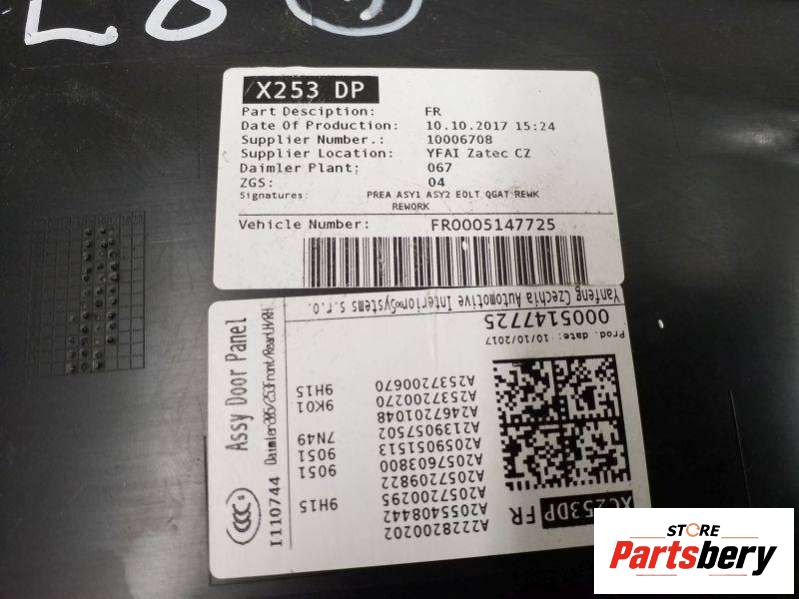 X253 DP
Part Desciption: FR
Date Of Production: 10.10.2017 15:24
Supplier Number.: 10006708
Supplier Location: YFAI Zatec CZ
Daimler Plant: 067
ZGS: 04
Signatures: PREA ASY1 ASY2 EOLT QGAT REWK
REWORK
Vehicle Number: FR0005147725
Yanfeng Czechia Automotive Interior Systems s.r.o.
0005147725
Prod. date: 10/10/2017
Assy Door Panel
Daimler 205/253 Front/Rear LH/RH
I110744
A2537200670 9H15
A2537200270 9K01
A2467201048
A2139057502 7N49
A2059051513 9051
A2057603800 9051
A2057209822
A2057200295 9H15
A2055408442
A2228200202
XC253DP FR
STORE
Partsbery